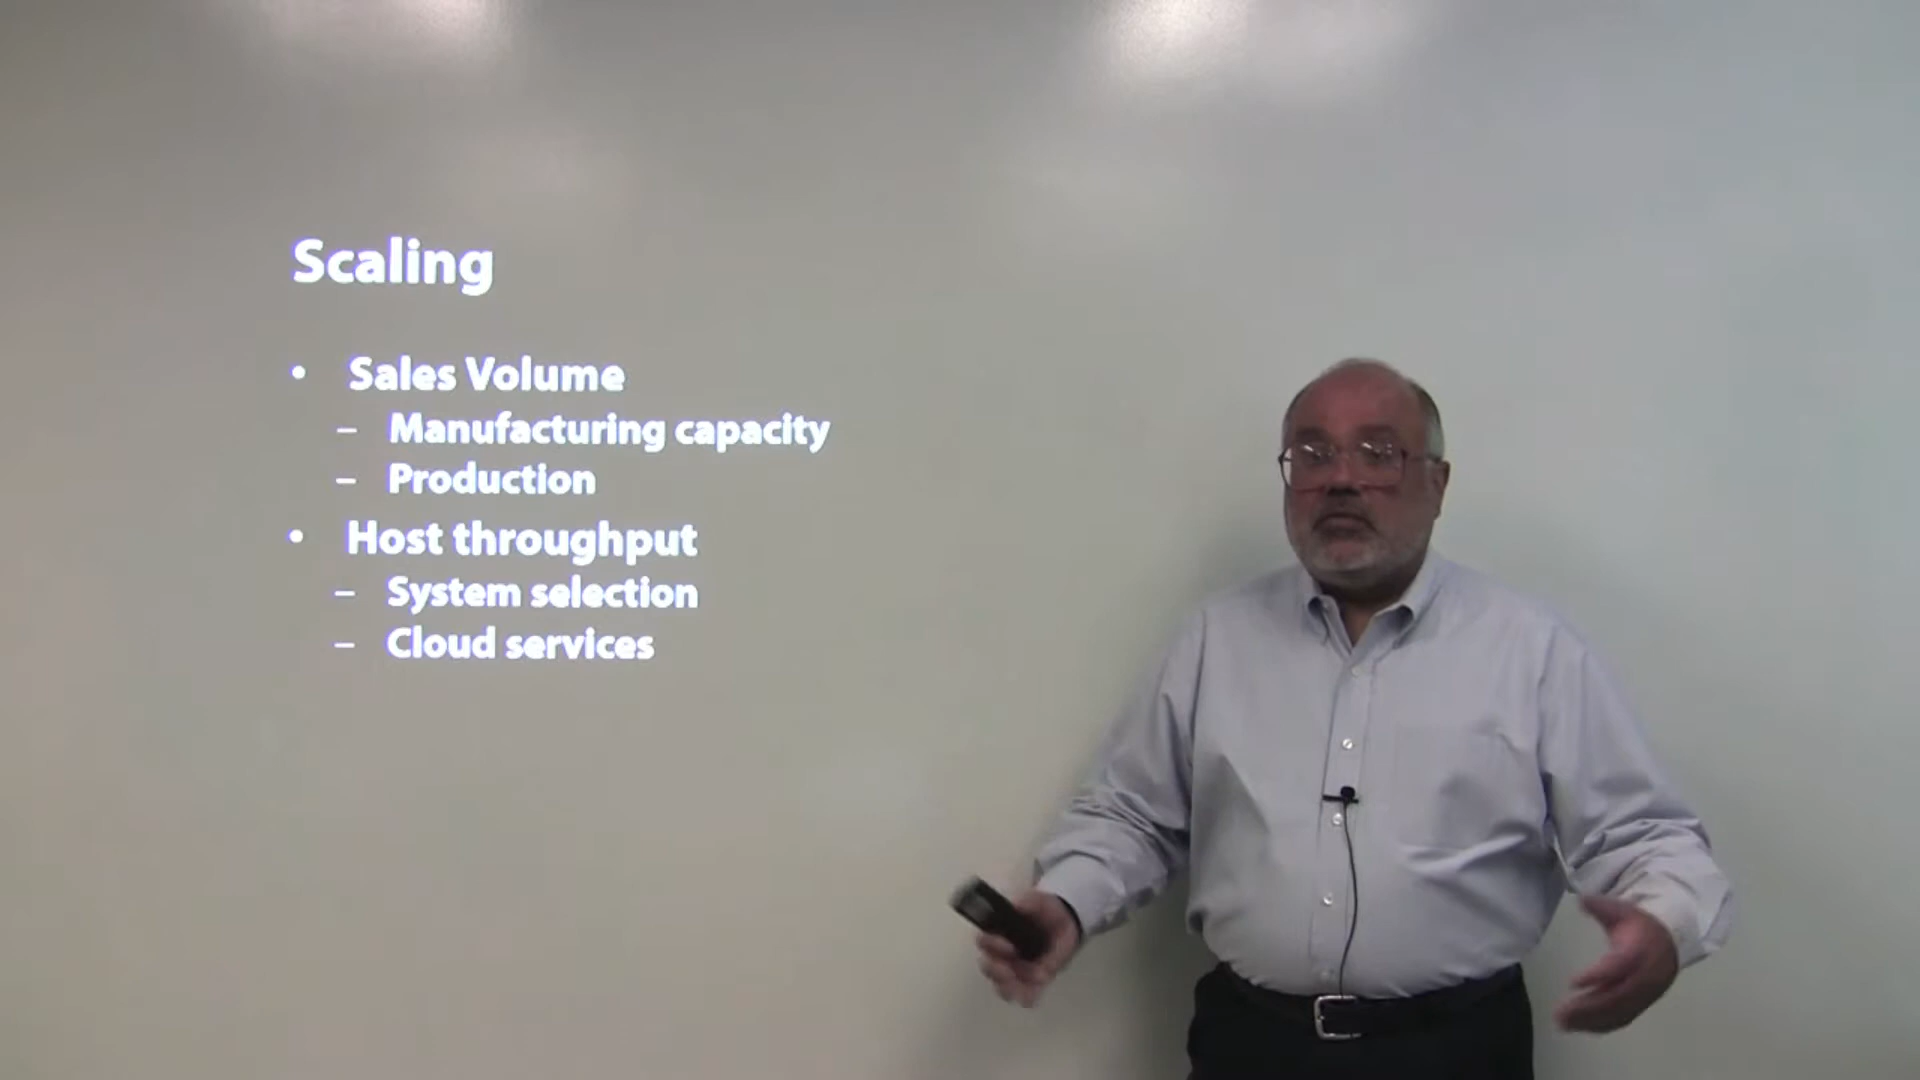 Scaling
• Sales Volume
– Manufacturing capacity
– Production
• Host throughput
– System selection
– Cloud services